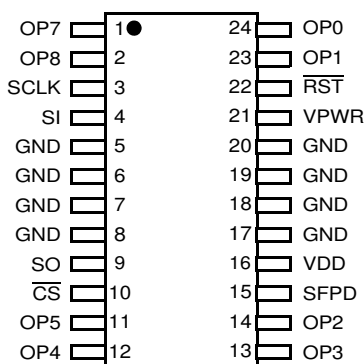 OP7 1 24 OP0
OP8 2 23 OP1
SCLK 3 22 R̅S̅T̅
SI 4 21 VPWR
GND 5 20 GND
GND 6 19 GND
GND 7 18 GND
GND 8 17 GND
SO 9 16 VDD
C̅S̅ 10 15 SFPD
OP5 11 14 OP2
OP4 12 13 OP3